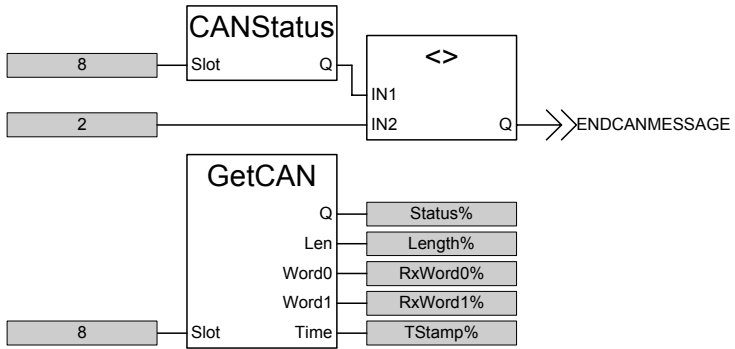 CANStatus
<>
8
Slot
Q
IN1
2
IN2
Q
ENDCANMESSAGE
GetCAN
Q
Status%
Len
Length%
Word0
RxWord0%
Word1
RxWord1%
8
Slot
Time
TStamp%